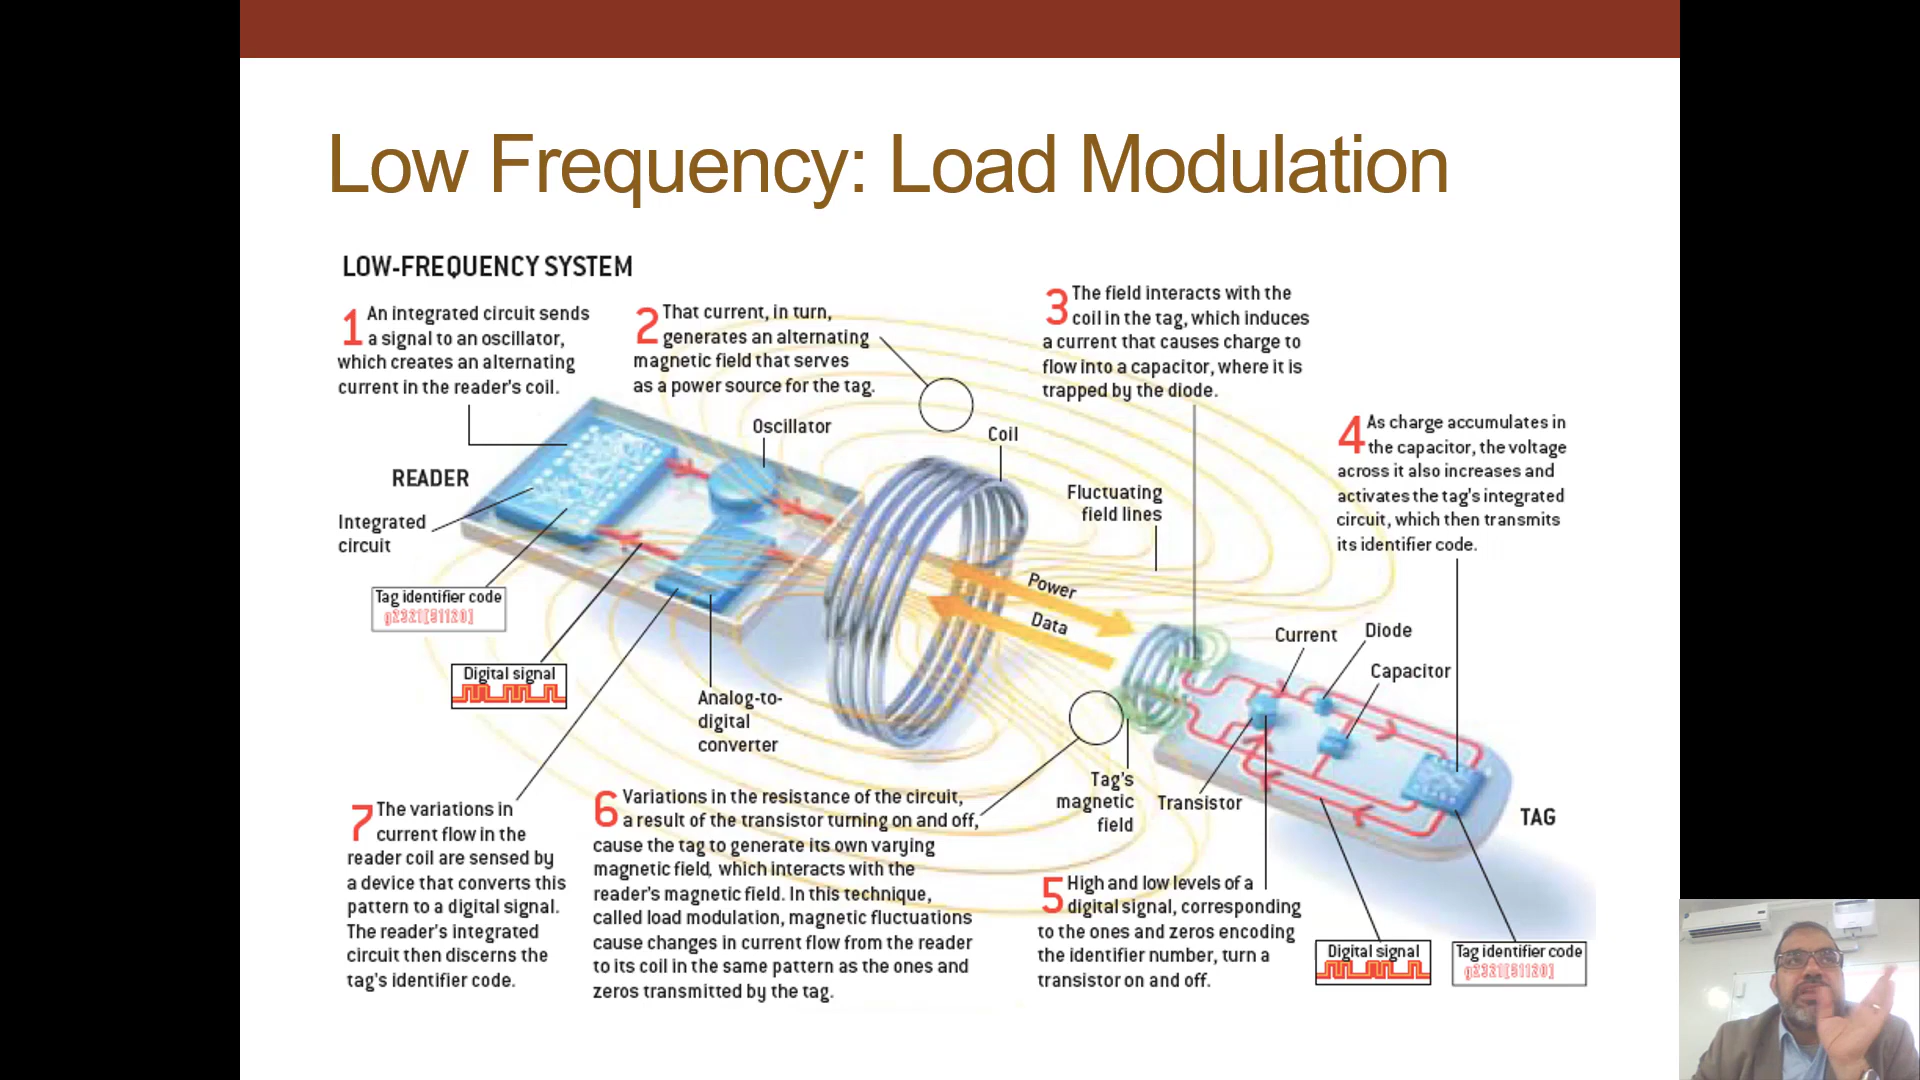 Low Frequency: Load Modulation
LOW-FREQUENCY SYSTEM
1 An integrated circuit sends
a signal to an oscillator,
which creates an alternating
current in the reader's coil.
2 That current, in turn,
generates an alternating
magnetic field that serves
as a power source for the tag.
3 The field interacts with the
coil in the tag, which induces
a current that causes charge to
flow into a capacitor, where it is
trapped by the diode.
4 As charge accumulates in
the capacitor, the voltage
across it also increases and
activates the tag's integrated
circuit, which then transmits
its identifier code.
Oscillator
Coil
READER
Integrated
circuit
Fluctuating
field lines
Tag identifier code
g2321[51120]
Power
Data
Digital signal
Analog-to-
digital
converter
Current
Diode
Capacitor
Tag's
magnetic
field
Transistor
TAG
7 The variations in
current flow in the
reader coil are sensed by
a device that converts this
pattern to a digital signal.
The reader's integrated
circuit then discerns the
tag's identifier code.
6 Variations in the resistance of the circuit,
a result of the transistor turning on and off,
cause the tag to generate its own varying
magnetic field, which interacts with the
reader's magnetic field. In this technique,
called load modulation, magnetic fluctuations
cause changes in current flow from the reader
to its coil in the same pattern as the ones and
zeros transmitted by the tag.
5 High and low levels of a
digital signal, corresponding
to the ones and zeros encoding
the identifier number, turn a
transistor on and off.
Digital signal
Tag identifier code
g2321[51120]